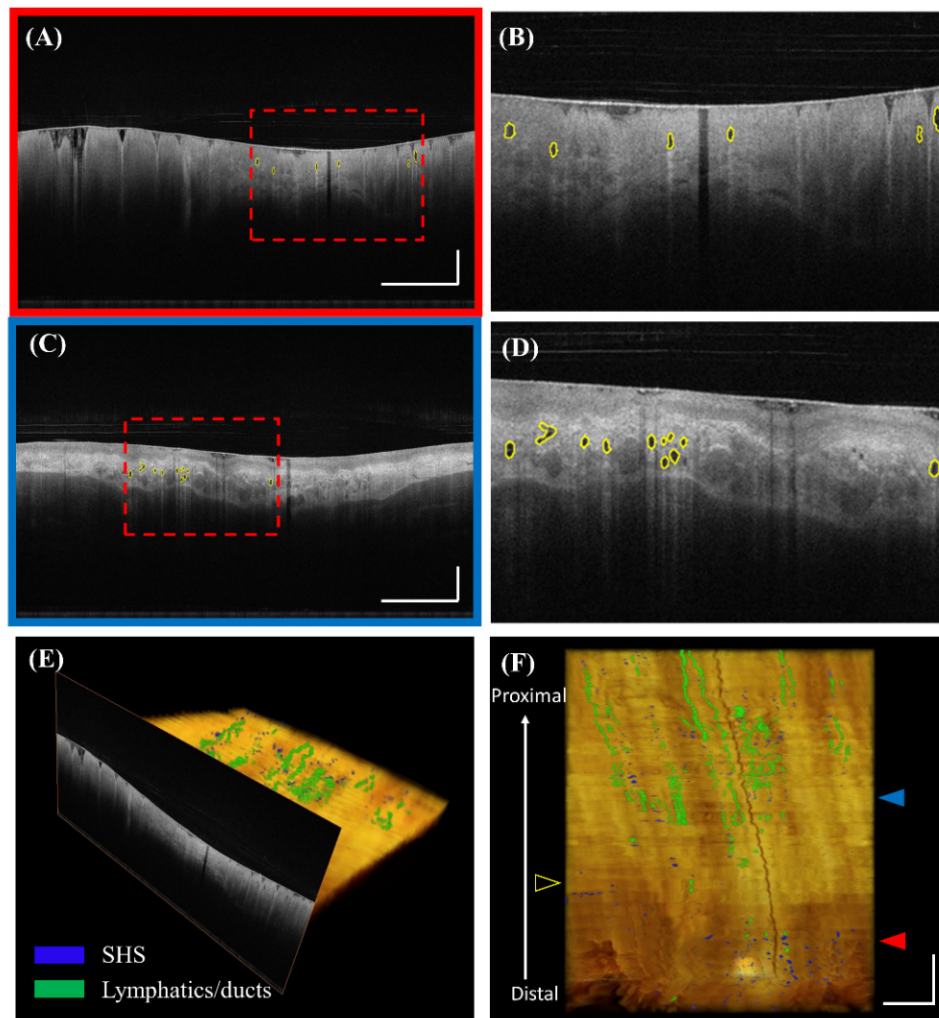 (A)
(B)
(C)
(D)
(E)
SHS
Lymphatics/ducts
(F)
Proximal
Distal